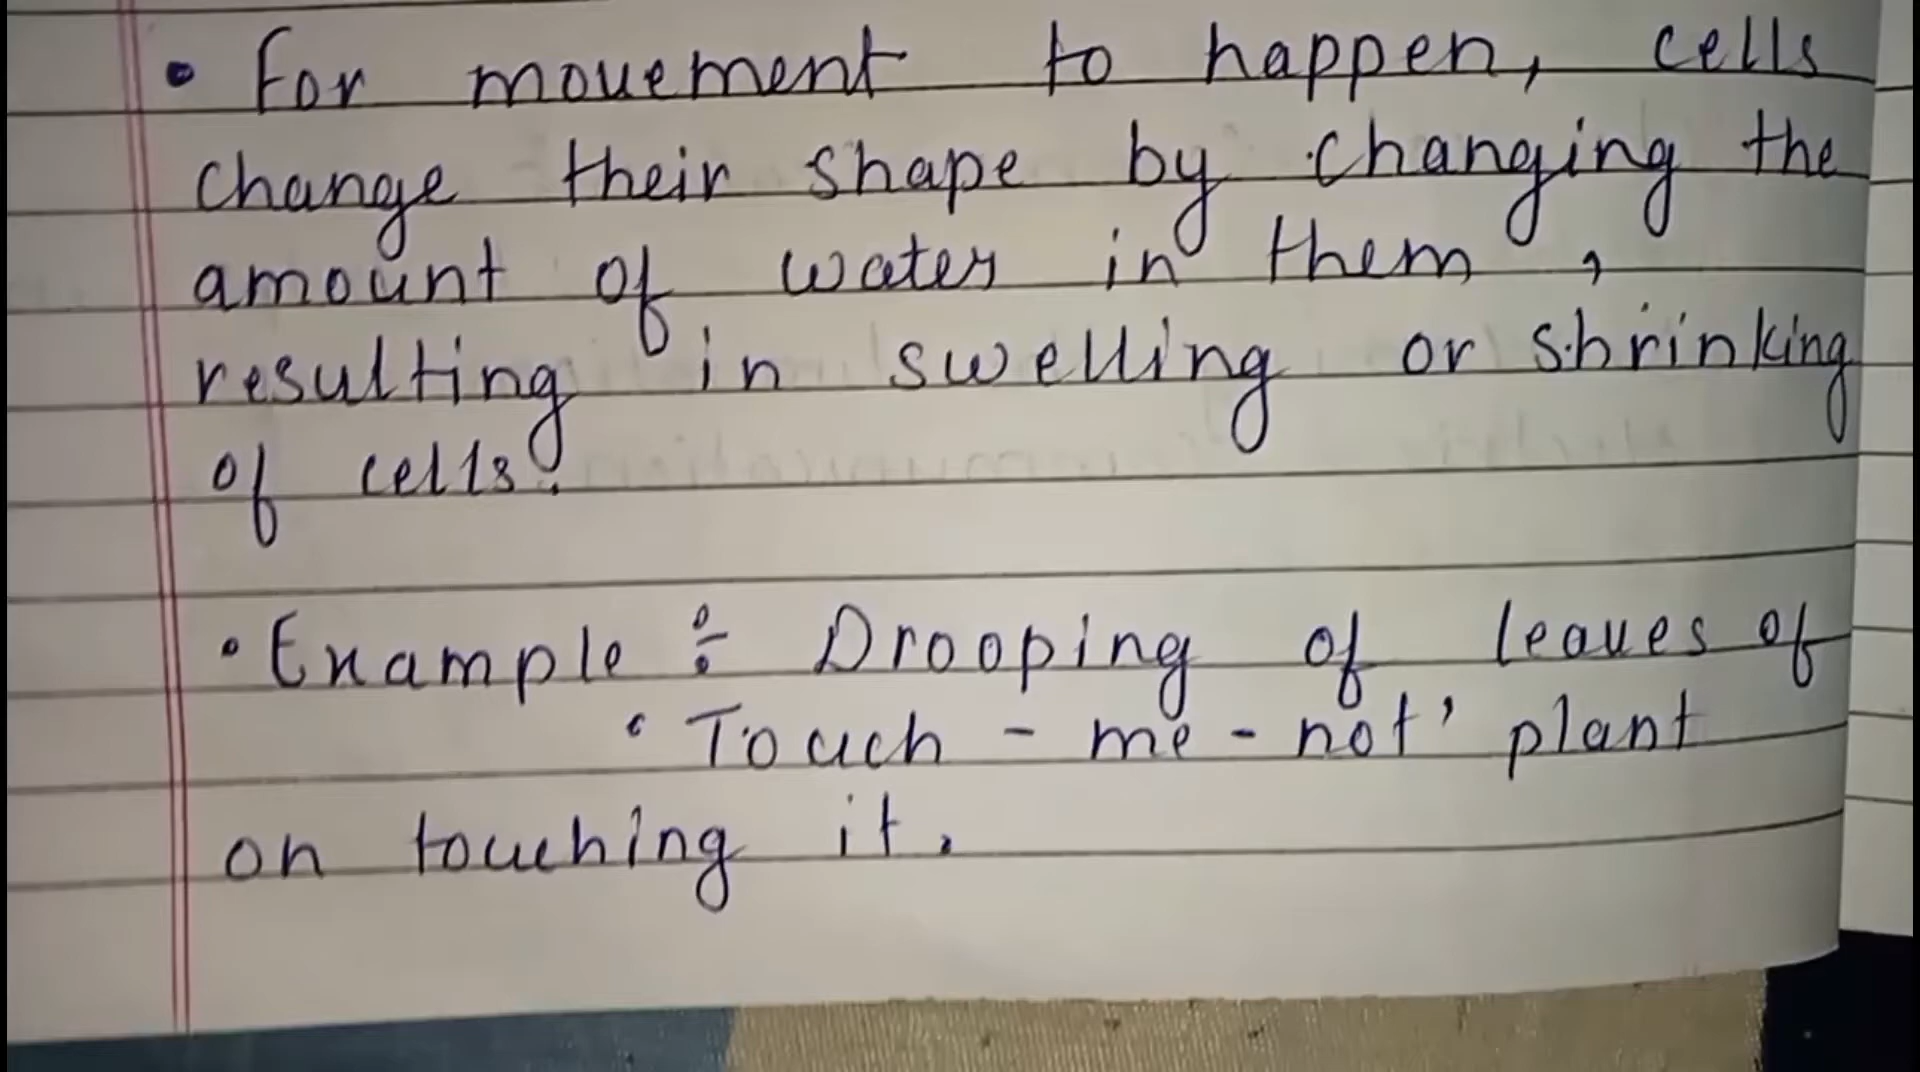 • For movement to happen, cells
change their shape by changing the
amount of water in them,
resulting in swelling or shrinking
of cells.
• Example :- Drooping of leaves of
'Touch - me - not' plant
on touching it.